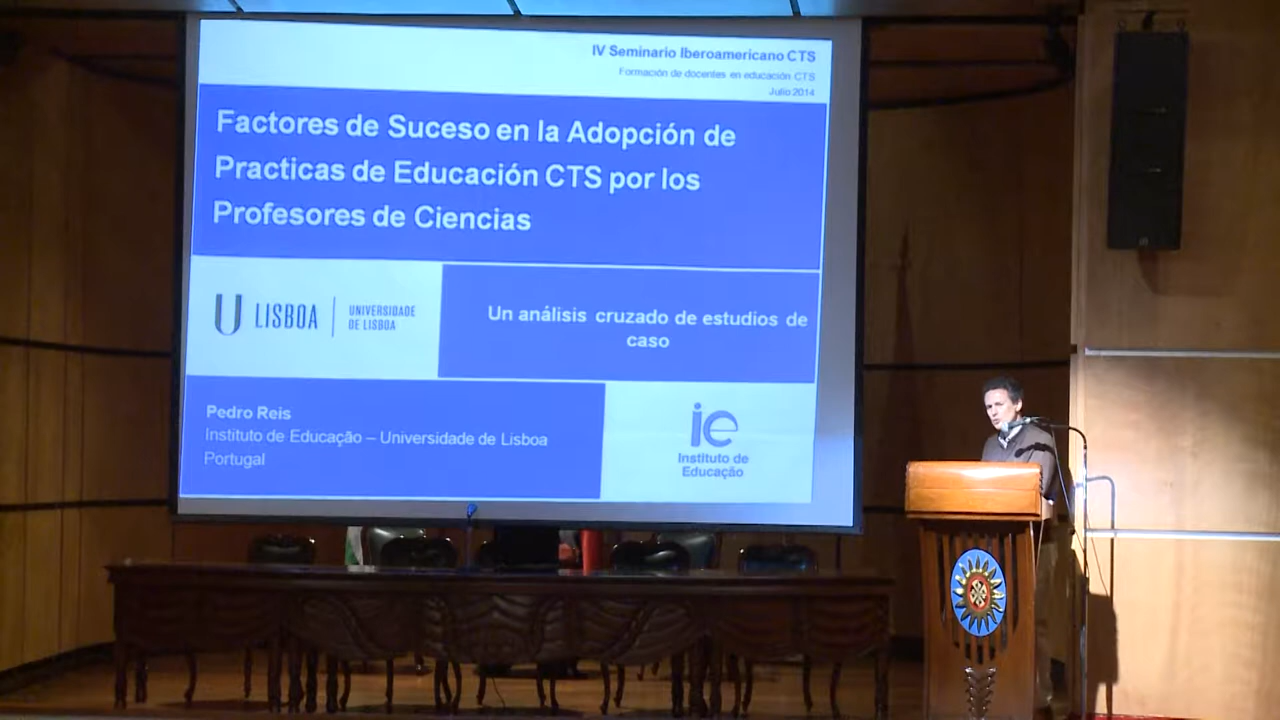 IV Seminario Iberoamericano CTS
Formación de docentes en educación CTS
Julio 2014
Factores de Suceso en la Adopción de
Practicas de Educación CTS por los
Profesores de Ciencias
U LISBOA
UNIVERSIDADE
DE LISBOA
Un análisis cruzado de estudios de
caso
Pedro Reis
Instituto de Educação – Universidade de Lisboa
Portugal
ie
Instituto de
Educação